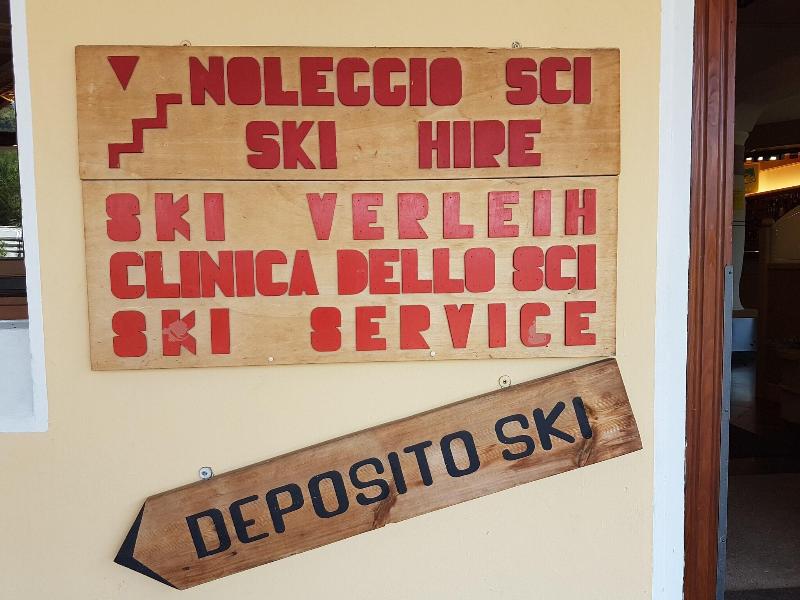 NOLEGGIO SCI
SKI HIRE
SKI VERLEIH
CLINICA DELLO SCI
SKI SERVICE
DEPOSITO SKI